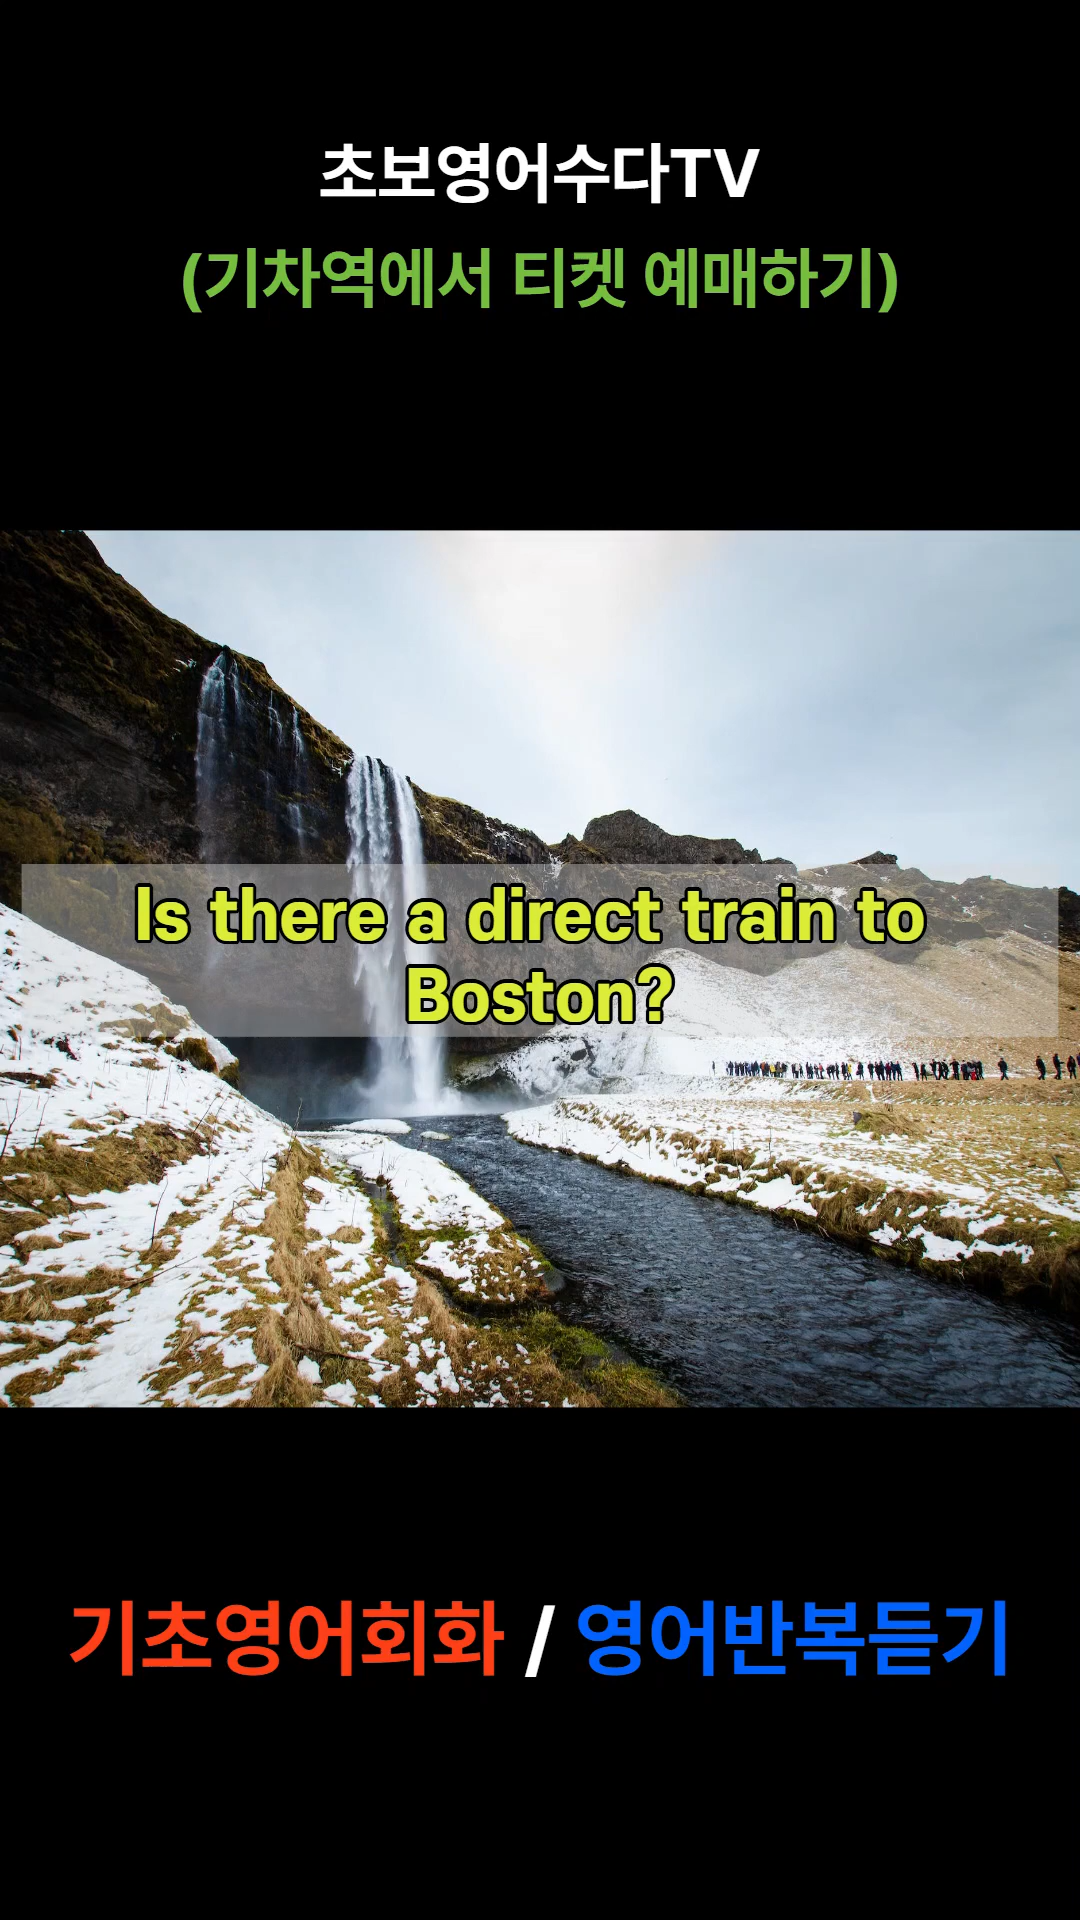 초보영어수다TV
(기차역에서 티켓 예매하기)
Is there a direct train to
Boston?
기초영어회화 / 영어반복듣기